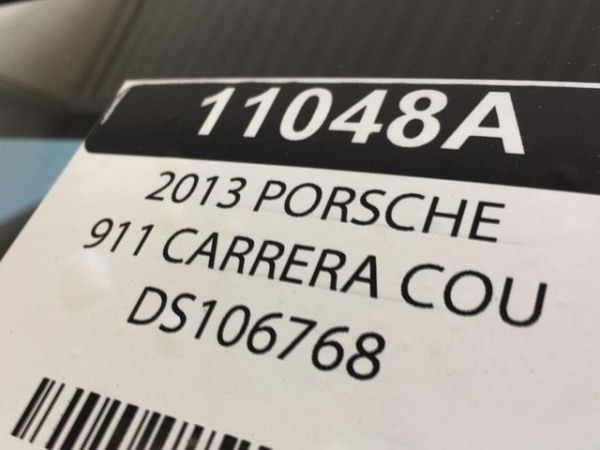 11048A
2013 PORSCHE
911 CARRERA COU
DS106768